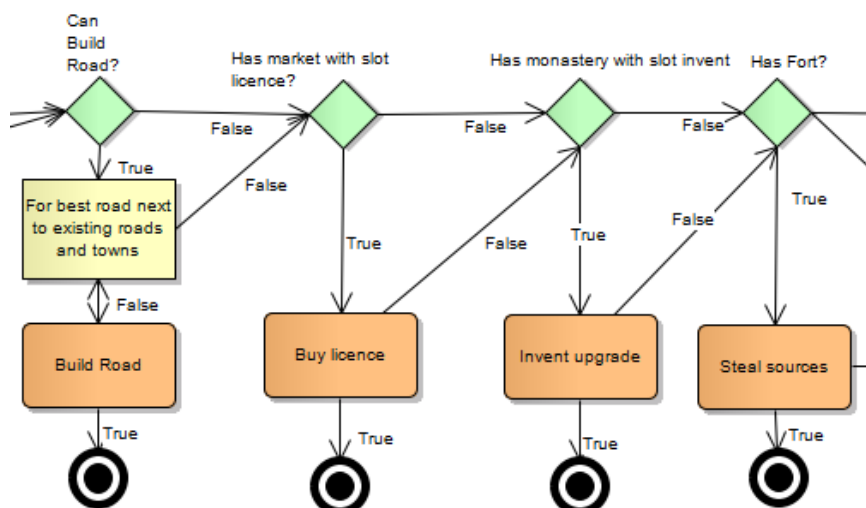 Can
Build
Road?
Has market with slot
licence?
Has monastery with slot invent
Has Fort?
False
False
False
True
False
For best road next
to existing roads
and towns
True
False
True
False
True
False
Build Road
Buy licence
Invent upgrade
Steal sources
True
True
True
True